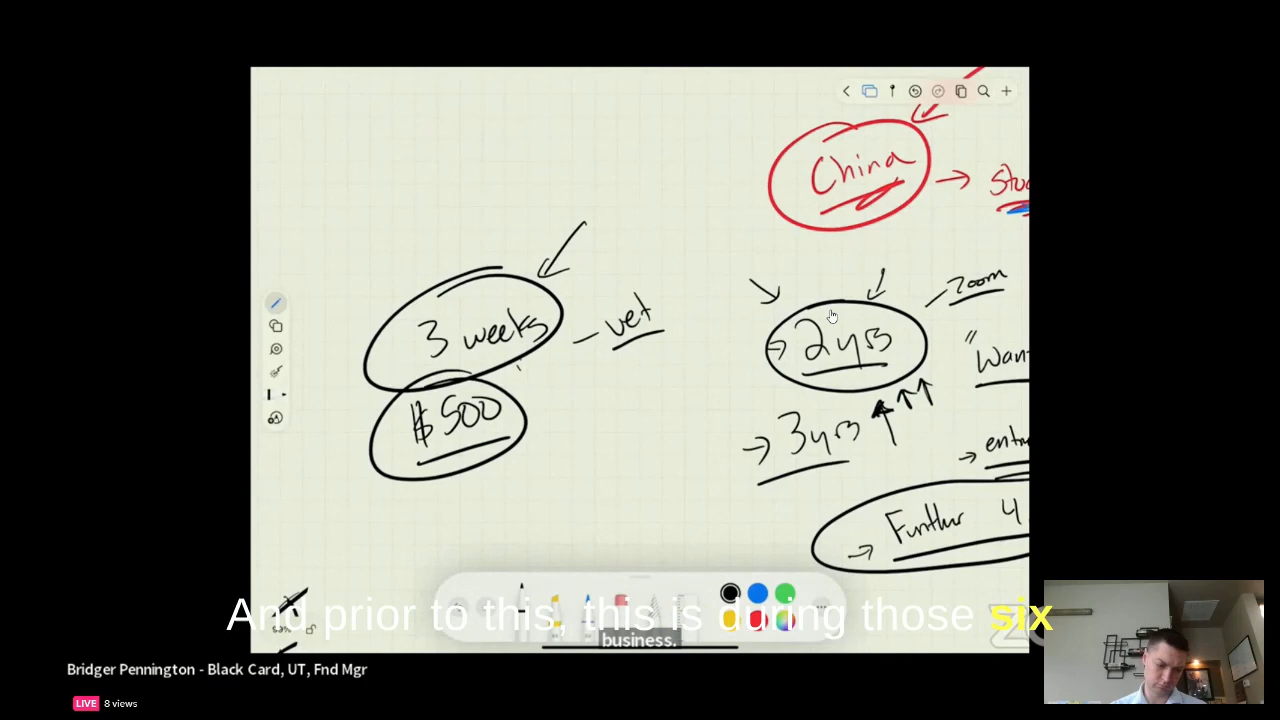 China → Stu
3 weeks
- vet
$500
Zoom
→ 2yrs
"Wan
→ 3yrs
→ entr
→ Further 4
And prior to this, this is during those six
business.
Bridger Pennington - Black Card, UT, Fnd Mgr
LIVE 8 views